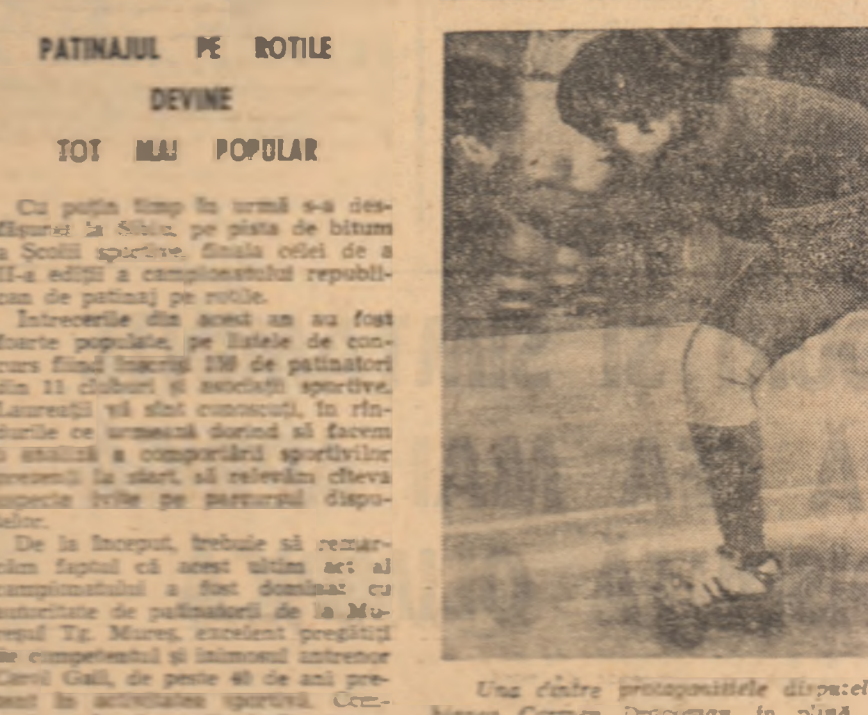 PATINAJUL PE ROTILE
DEVINE
TOT MAI POPULAR
Cu puțin timp în urmă s-a des-
fășurat la Sibiu, pe pista de bitum
a Școlii sportive, finala celei de a
II-a ediții a campionatului republi-
can de patinaj pe rotile.
Întrecerile din acest an au fost
foarte populate, pe listele de con-
curs fiind înscriși de patinatori
din 11 cluburi și asociații sportive.
Laureații vă sînt cunoscuți, în rîn-
durile ce urmează dorind să facem
o analiză a comportării sportivilor
prezenți la start, să relevăm cîteva
aspecte ivite pe parcursul dispu-
telor.
De la început, trebuie să remar-
căm faptul că acest ultim act al
campionatului a fost dominat cu
autoritate de patinatorii de la Mu-
reșul Tg. Mureș, excelent pregătiți
de competentul și inimosul antrenor
Carol Gall, de peste 40 de ani pre-
zent în activitatea sportivă.
Una dintre protagonistele disputel
în plină